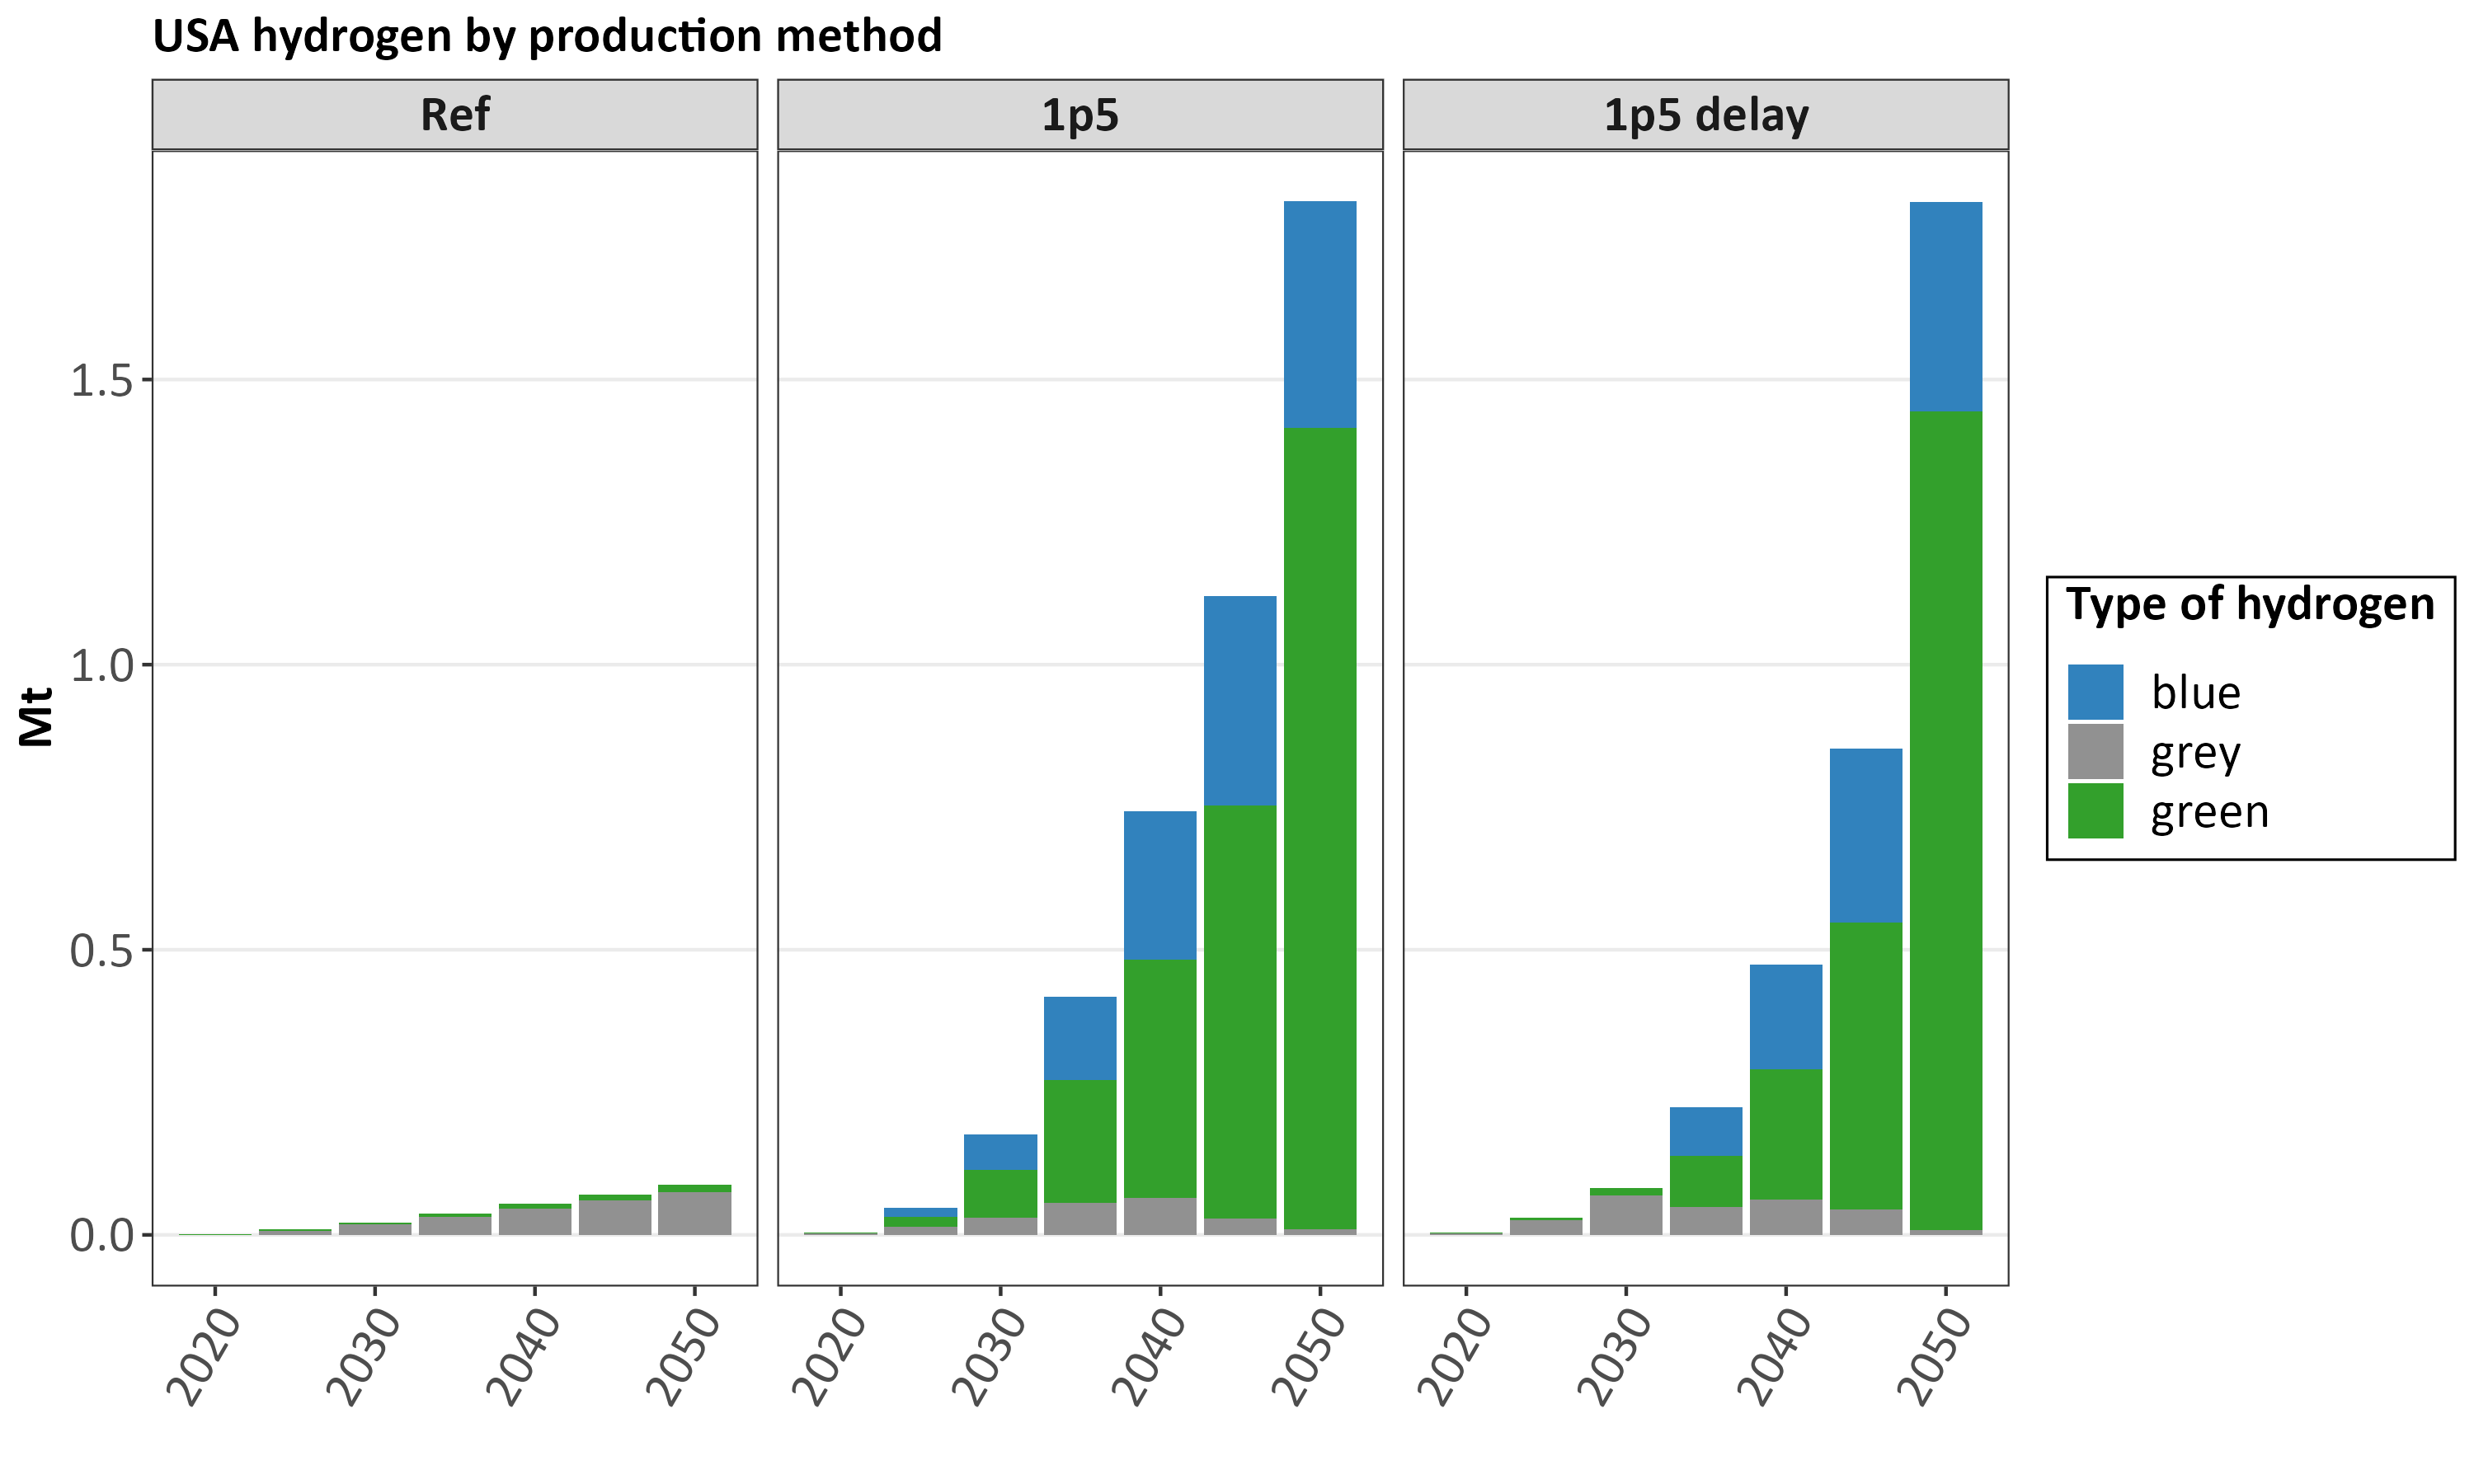 USA hydrogen by production method
Ref
1p5
1p5 delay
Mt
1.5
1.0
0.5
0.0
2020 2030 2040 2050
2020 2030 2040 2050
2020 2030 2040 2050
Type of hydrogen
blue
grey
green